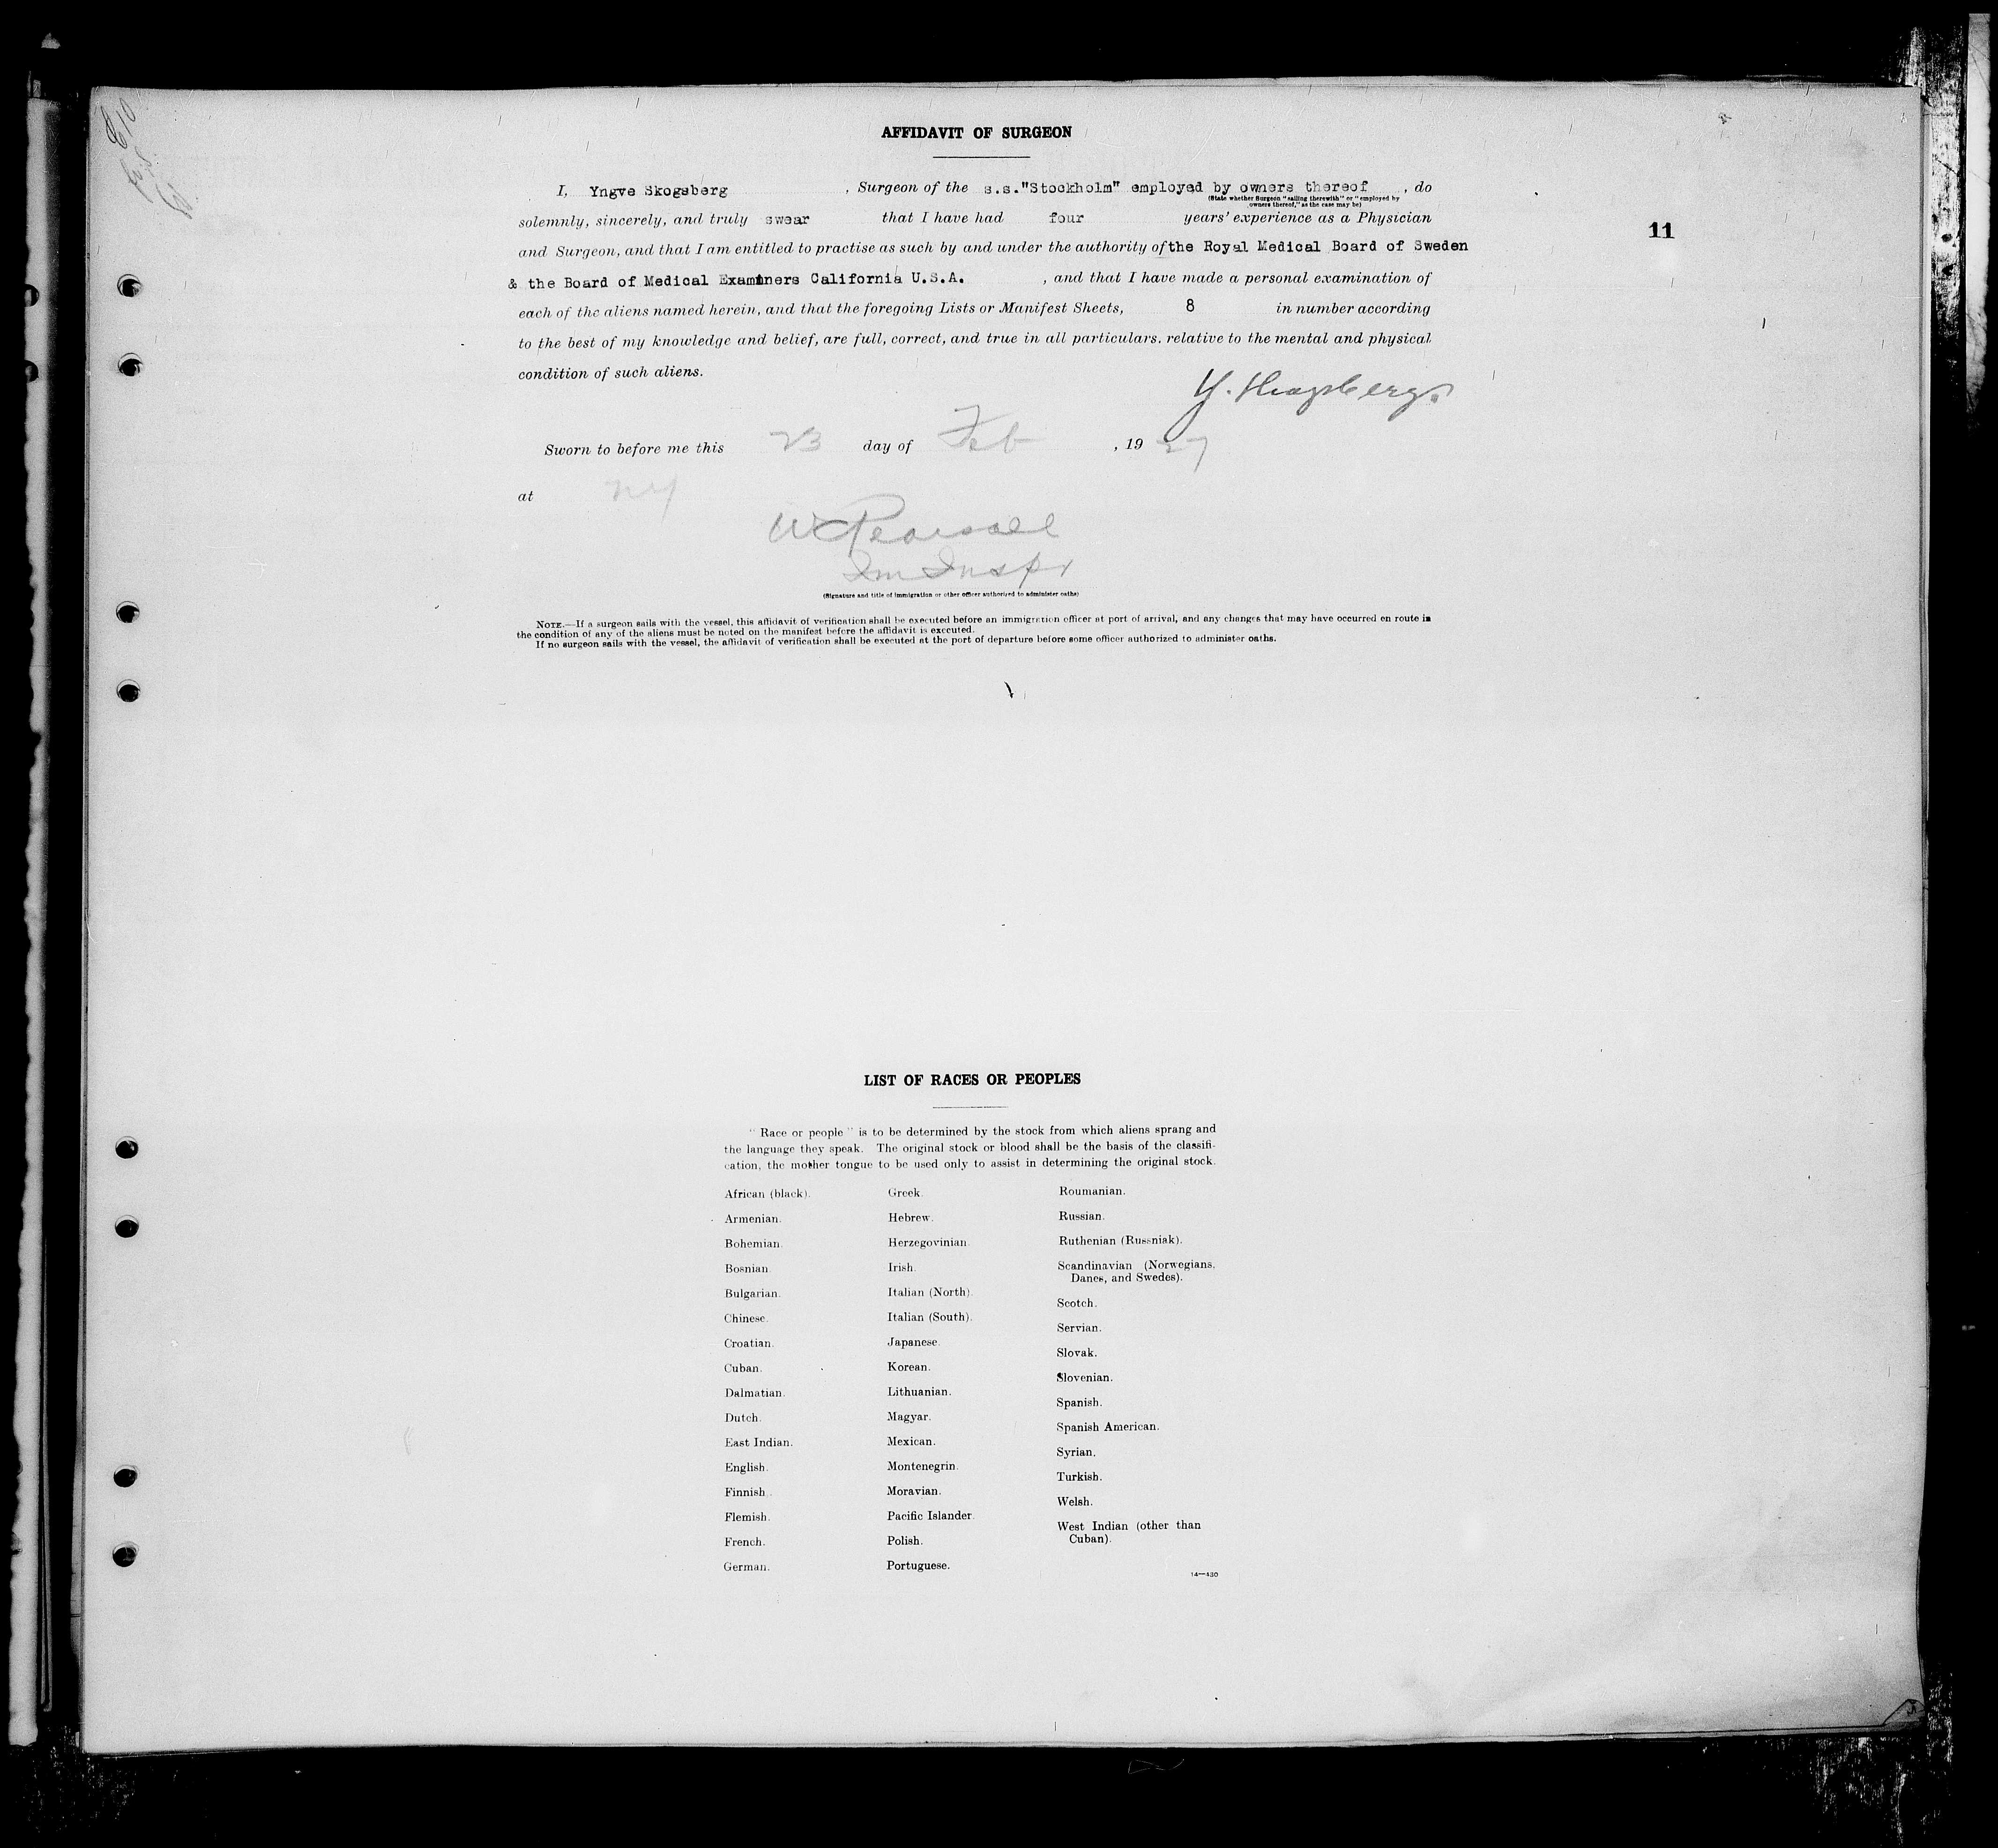 AFFIDAVIT OF SURGEON
I, Yngve Skogsberg, Surgeon of the s.s."Stockholm" employed by owners thereof, do
(State whether Surgeon "sailing therewith" or "employed by
owners thereof," as the case may be)
solemnly, sincerely, and truly swear that I have had four years' experience as a Physician
and Surgeon, and that I am entitled to practise as such by and under the authority of the Royal Medical Board of Sweden
& the Board of Medical Examiners California U.S.A., and that I have made a personal examination of
11
each of the aliens named herein, and that the foregoing Lists or Manifest Sheets, 8 in number according
to the best of my knowledge and belief, are full, correct, and true in all particulars, relative to the mental and physical
condition of such aliens.
Y. Skogsberg.
Sworn to before me this 23 day of Feb, 1927
at NY
W Pearsall
Im Inspr
(Signature and title of immigration or other officer authorized to administer oaths)
NOTE.—If a surgeon sails with the vessel, this affidavit of verification shall be executed before an immigration officer at port of arrival, and any changes that may have occurred en route in
the condition of any of the aliens must be noted on the manifest before the affidavit is executed.
If no surgeon sails with the vessel, the affidavit of verification shall be executed at the port of departure before some officer authorized to administer oaths.
LIST OF RACES OR PEOPLES
"Race or people" is to be determined by the stock from which aliens sprang and
the language they speak. The original stock or blood shall be the basis of the classifi-
cation, the mother tongue to be used only to assist in determining the original stock.
African (black).
Armenian.
Bohemian.
Bosnian.
Bulgarian.
Chinese.
Croatian.
Cuban.
Dalmatian.
Dutch.
East Indian.
English.
Finnish.
Flemish.
French.
German.
Greek.
Hebrew.
Herzegovinian.
Irish.
Italian (North).
Italian (South).
Japanese.
Korean.
Lithuanian.
Magyar.
Mexican.
Montenegrin.
Moravian.
Pacific Islander.
Polish.
Portuguese.
Roumanian.
Russian.
Ruthenian (Russniak).
Scandinavian (Norwegians,
Danes, and Swedes).
Scotch.
Servian.
Slovak.
Slovenian.
Spanish.
Spanish American.
Syrian.
Turkish.
Welsh.
West Indian (other than
Cuban).
14—430